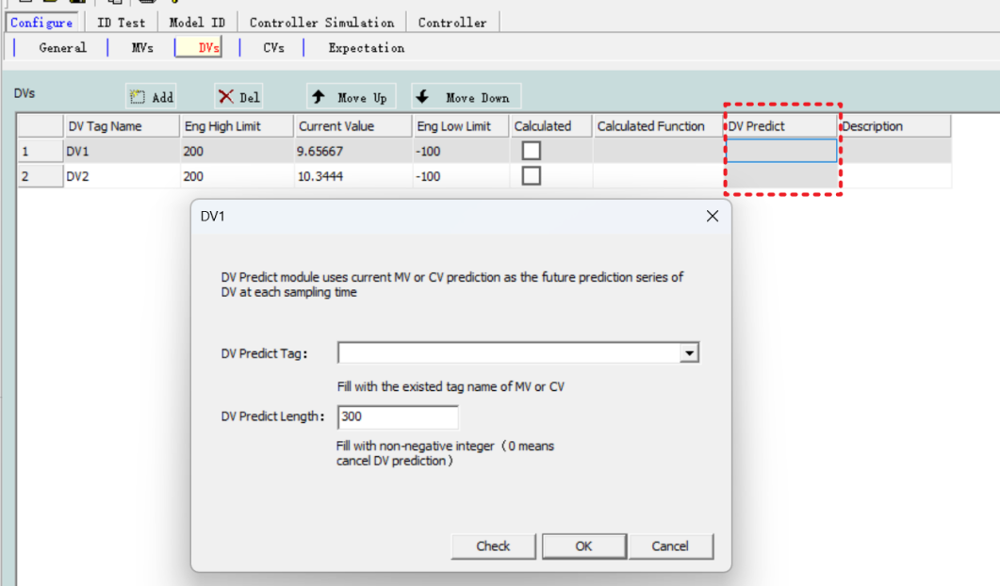 Configure ID Test Model ID Controller Simulation Controller
General MVs DVs CVs Expectation
DVs Add Del Move Up Move Down
DV Tag Name Eng High Limit Current Value Eng Low Limit Calculated Calculated Function DV Predict Description
1 DV1 200 9.65667 -100
2 DV2 200 10.3444 -100
DV1
DV Predict module uses current MV or CV prediction as the future prediction series of
DV at each sampling time
DV Predict Tag:
Fill with the existed tag name of MV or CV
DV Predict Length: 300
Fill with non-negative integer（0 means
cancel DV prediction）
Check OK Cancel